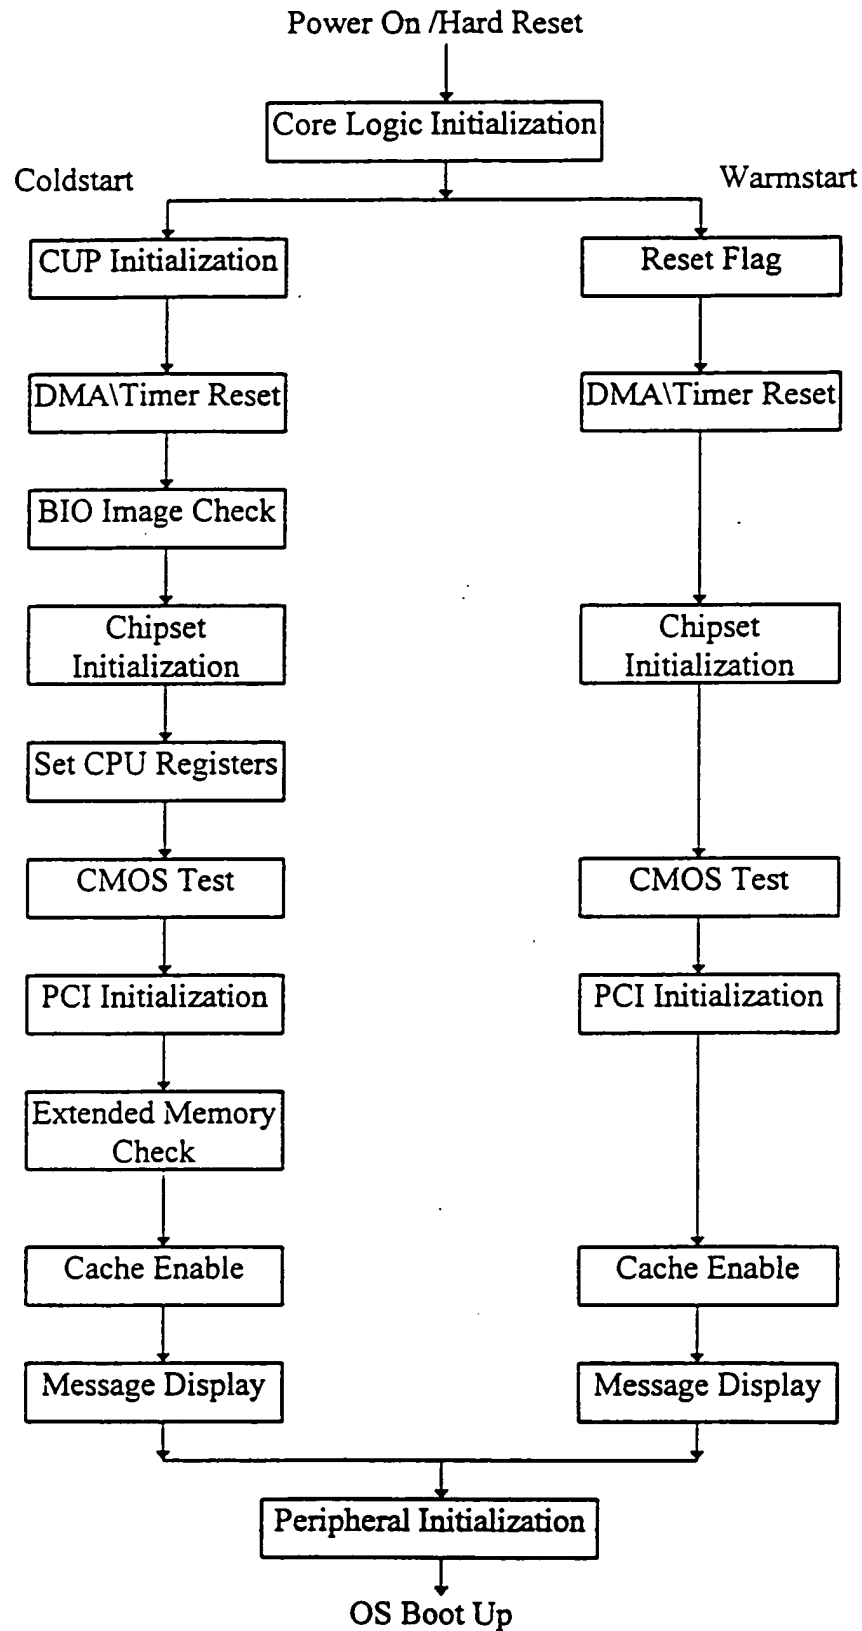 Power On /Hard Reset
Core Logic Initialization
Coldstart
Warmstart
CUP Initialization
Reset Flag
DMA\Timer Reset
DMA\Timer Reset
BIO Image Check
Chipset
Initialization
Chipset
Initialization
Set CPU Registers
CMOS Test
CMOS Test
PCI Initialization
PCI Initialization
Extended Memory
Check
Cache Enable
Cache Enable
Message Display
Message Display
Peripheral Initialization
OS Boot Up